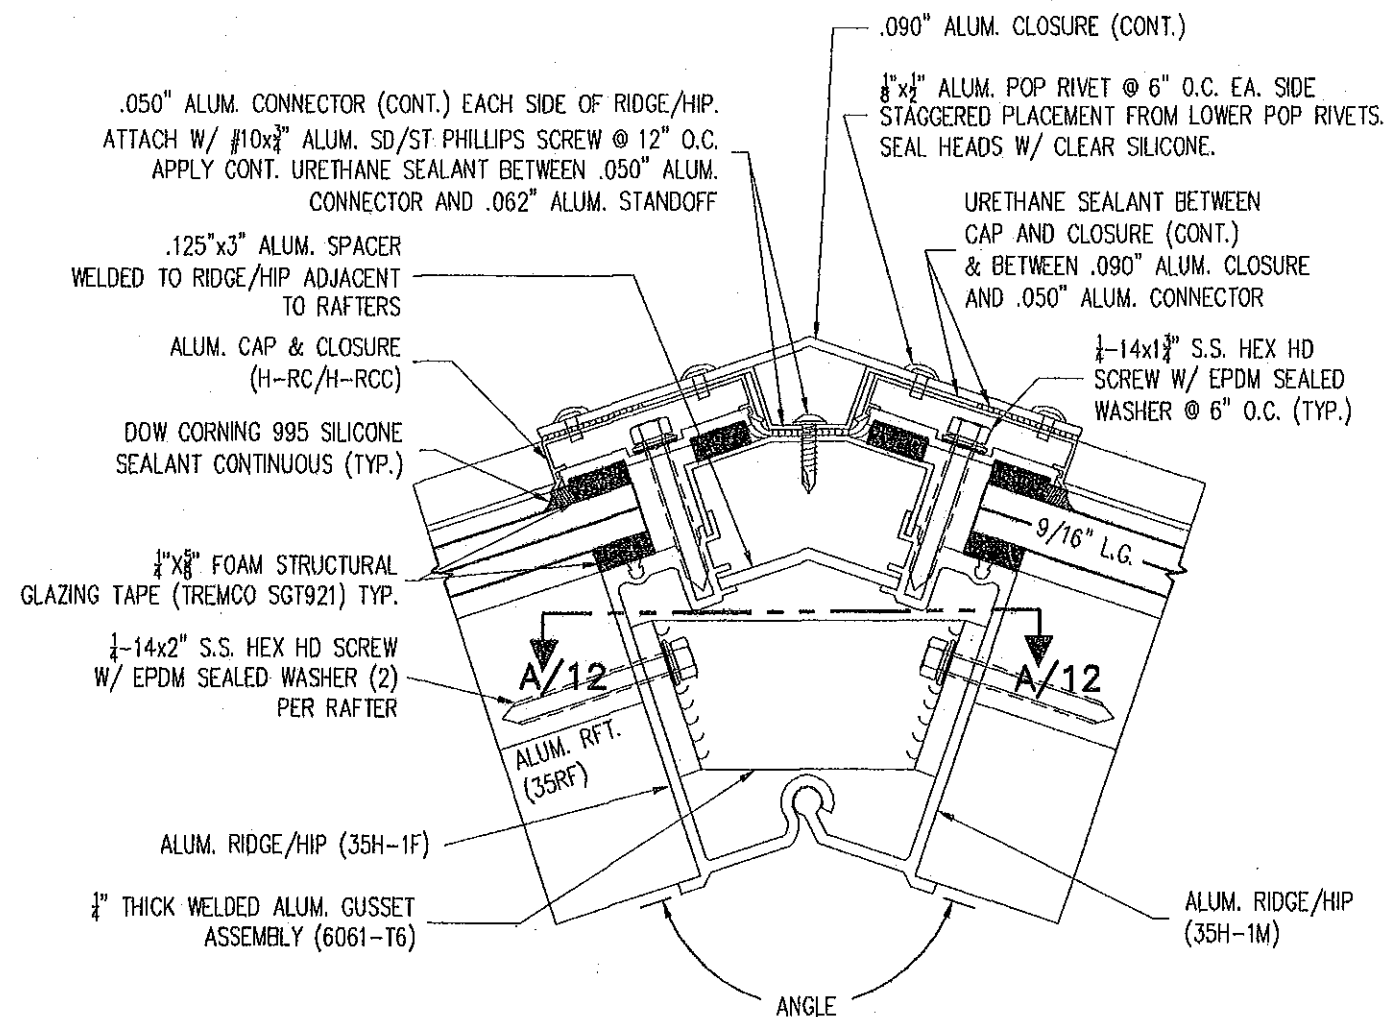 .090" ALUM. CLOSURE (CONT.)
.050" ALUM. CONNECTOR (CONT.) EACH SIDE OF RIDGE/HIP.
ATTACH W/ #10x3/4" ALUM. SD/ST PHILLIPS SCREW @ 12" O.C.
APPLY CONT. URETHANE SEALANT BETWEEN .050" ALUM.
CONNECTOR AND .062" ALUM. STANDOFF
1/8"x1/2" ALUM. POP RIVET @ 6" O.C. EA. SIDE
STAGGERED PLACEMENT FROM LOWER POP RIVETS.
SEAL HEADS W/ CLEAR SILICONE.
URETHANE SEALANT BETWEEN
CAP AND CLOSURE (CONT.)
& BETWEEN .090" ALUM. CLOSURE
AND .050" ALUM. CONNECTOR
.125"x3" ALUM. SPACER
WELDED TO RIDGE/HIP ADJACENT
TO RAFTERS
ALUM. CAP & CLOSURE
(H-RC/H-RCC)
1/4-14x1 3/4" S.S. HEX HD
SCREW W/ EPDM SEALED
WASHER @ 6" O.C. (TYP.)
DOW CORNING 995 SILICONE
SEALANT CONTINUOUS (TYP.)
9/16" L.G.
1/4"X5/8" FOAM STRUCTURAL
GLAZING TAPE (TREMCO SGT921) TYP.
1/4-14x2" S.S. HEX HD SCREW
W/ EPDM SEALED WASHER (2)
PER RAFTER
A/12
A/12
ALUM. RFT.
(35RF)
ALUM. RIDGE/HIP (35H-1F)
1/4" THICK WELDED ALUM. GUSSET
ASSEMBLY (6061-T6)
ALUM. RIDGE/HIP
(35H-1M)
ANGLE